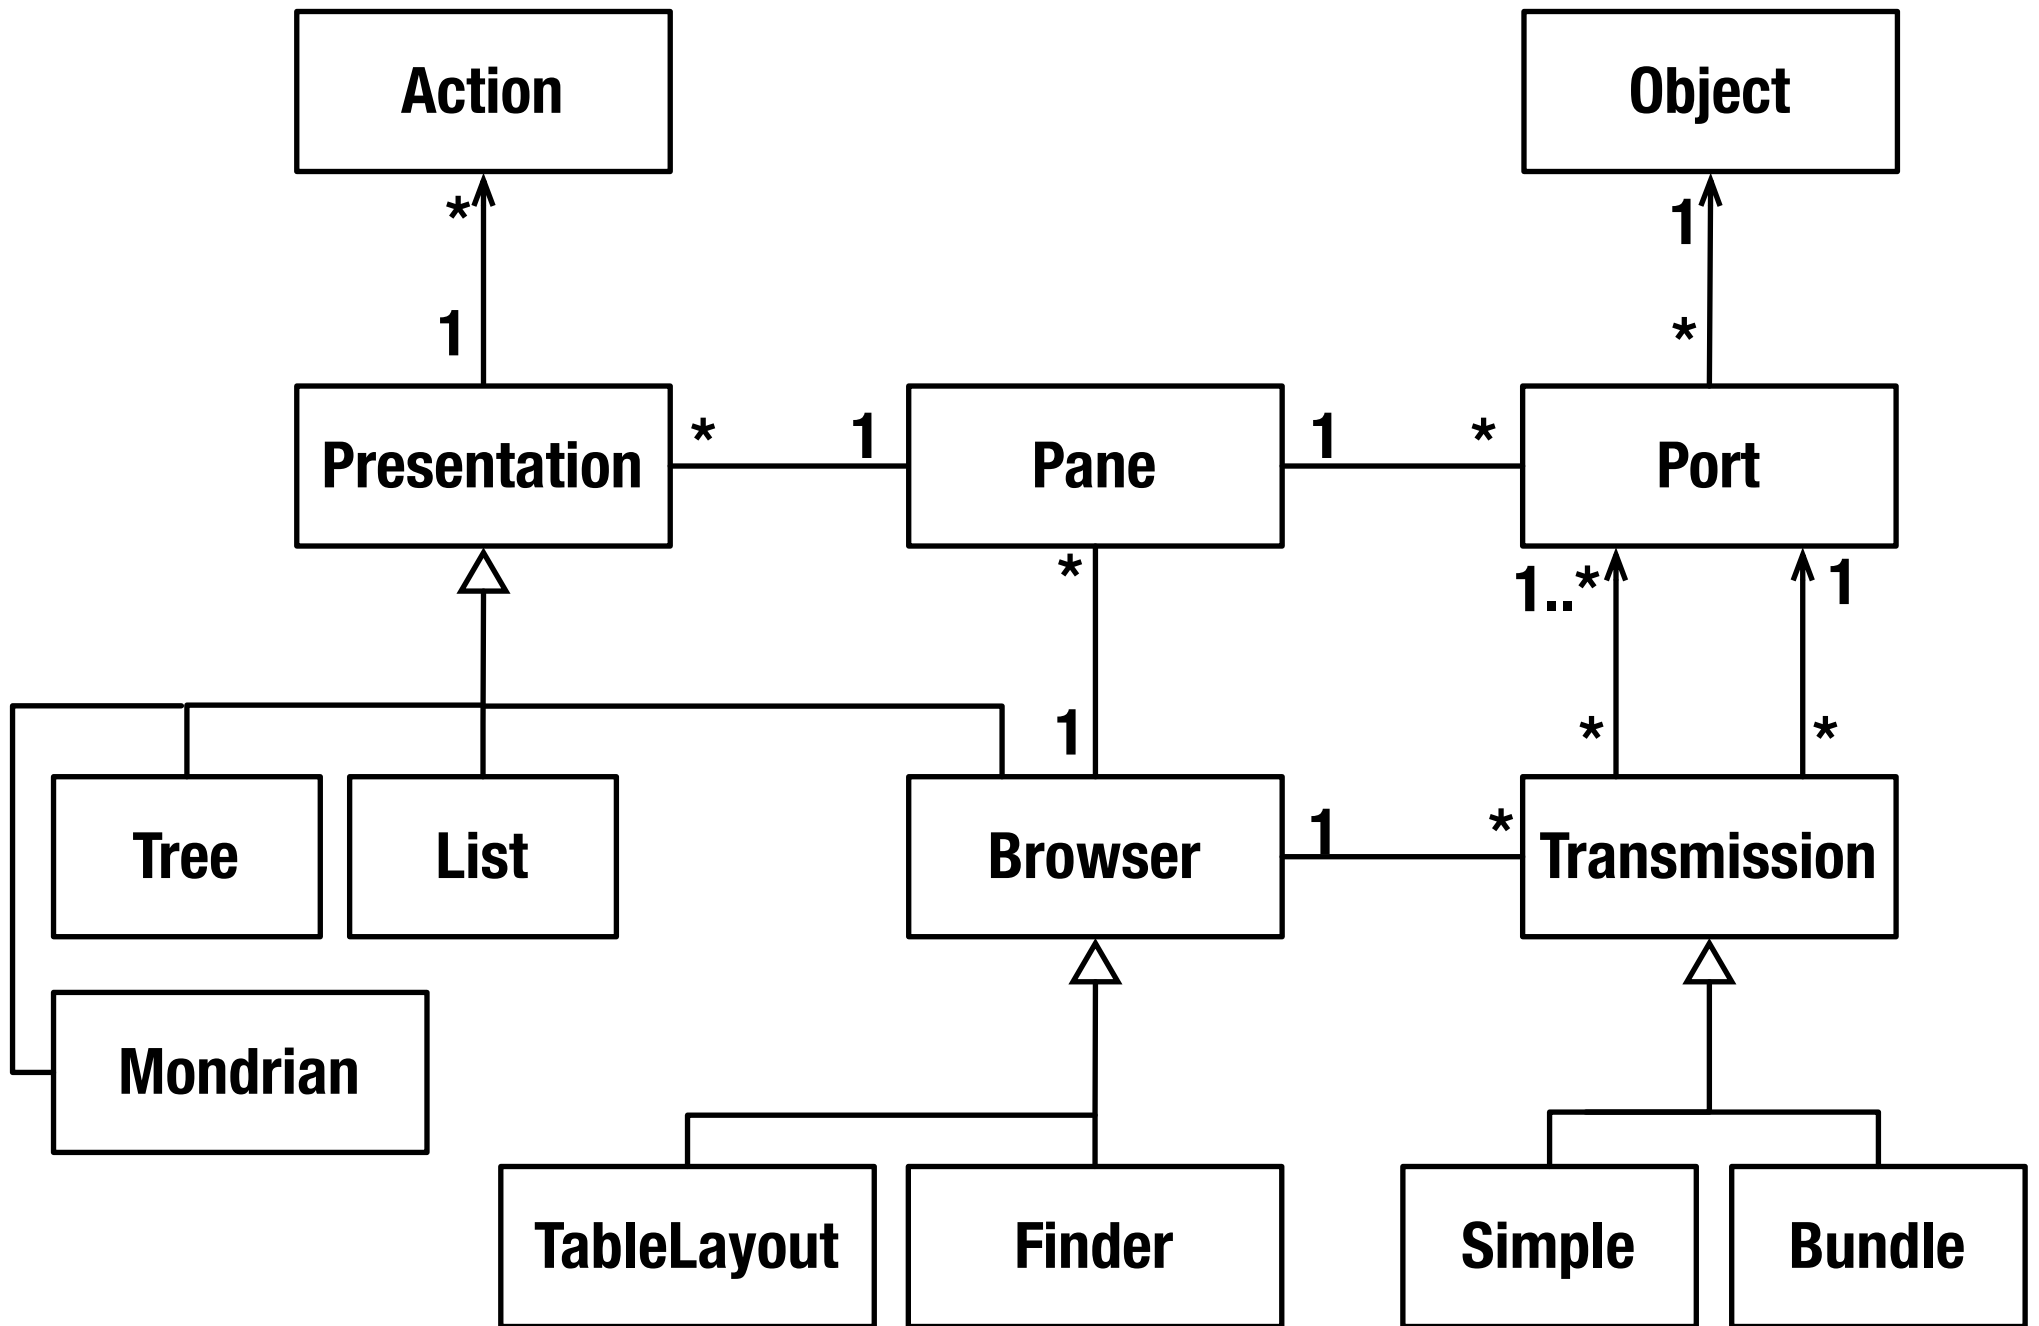 Action
Object
*
1
1
*
Presentation
*
1
Pane
1
*
Port
*
1..*
1
1
*
*
Tree
List
Browser
1
*
Transmission
Mondrian
TableLayout
Finder
Simple
Bundle